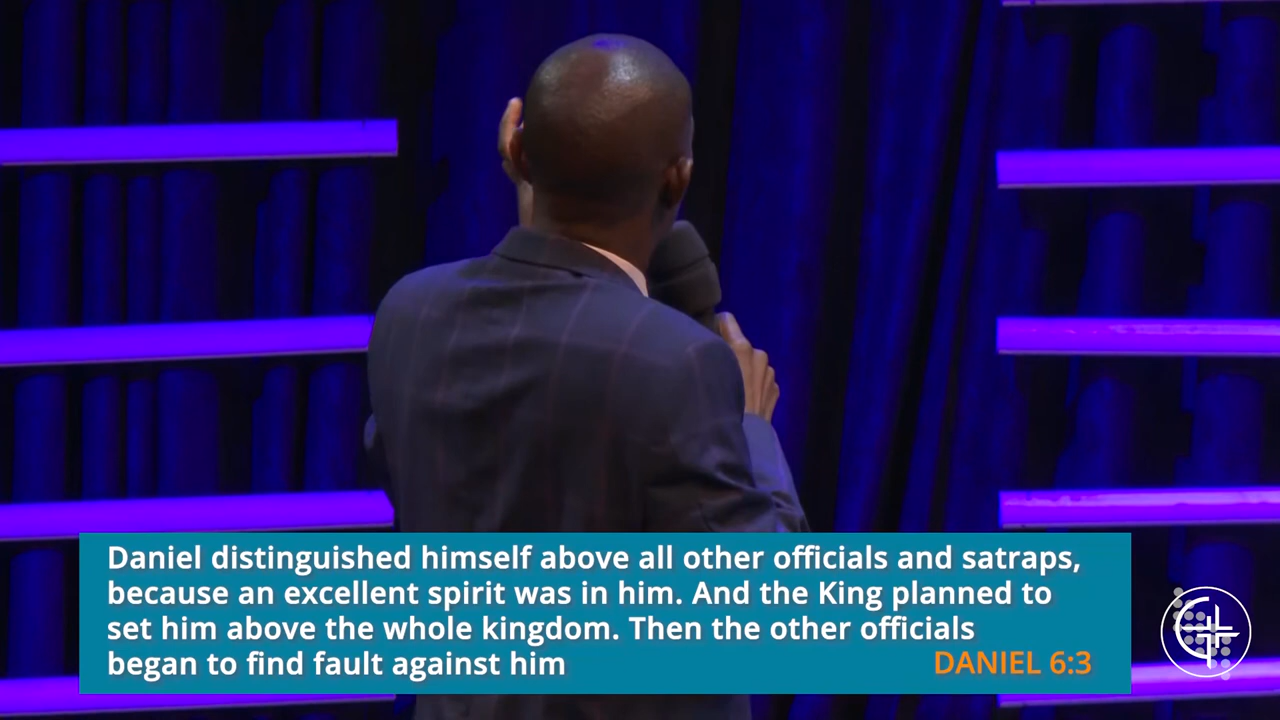 Daniel distinguished himself above all other officials and satraps,
because an excellent spirit was in him. And the King planned to
set him above the whole kingdom. Then the other officials
began to find fault against him
DANIEL 6:3